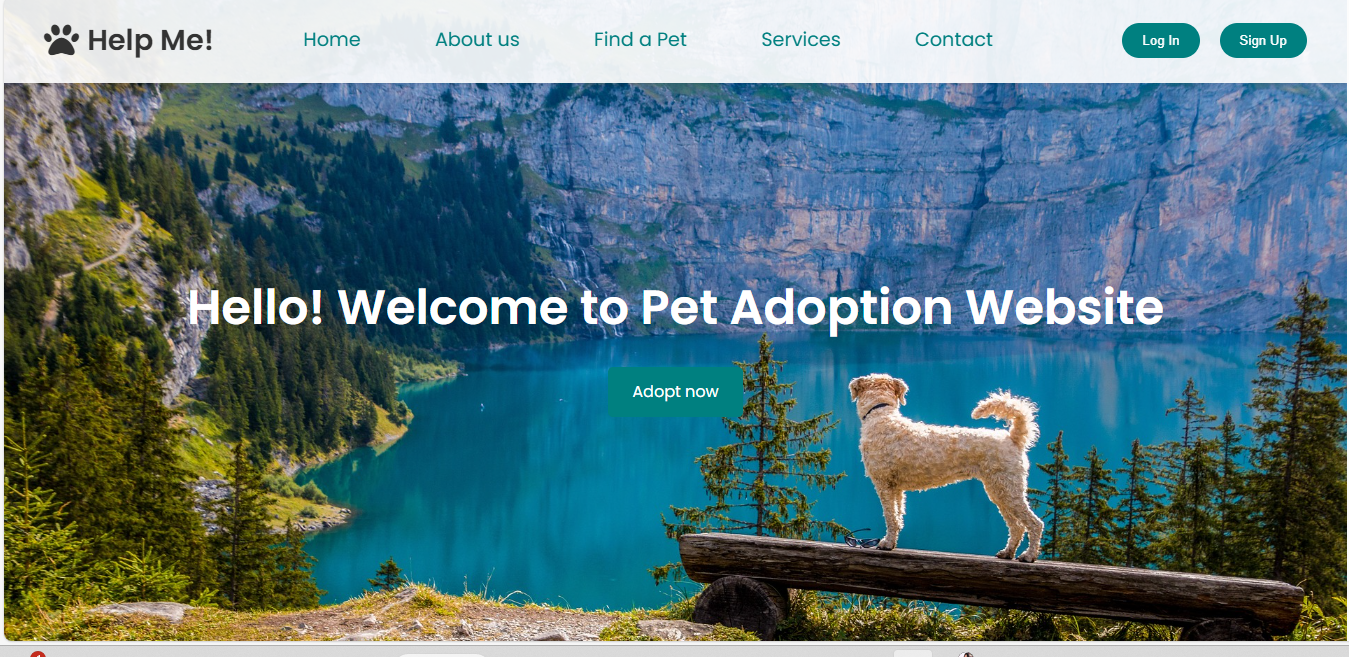 Help Me!
Home
About us
Find a Pet
Services
Contact
Log In
Sign Up
Hello! Welcome to Pet Adoption Website
Adopt now